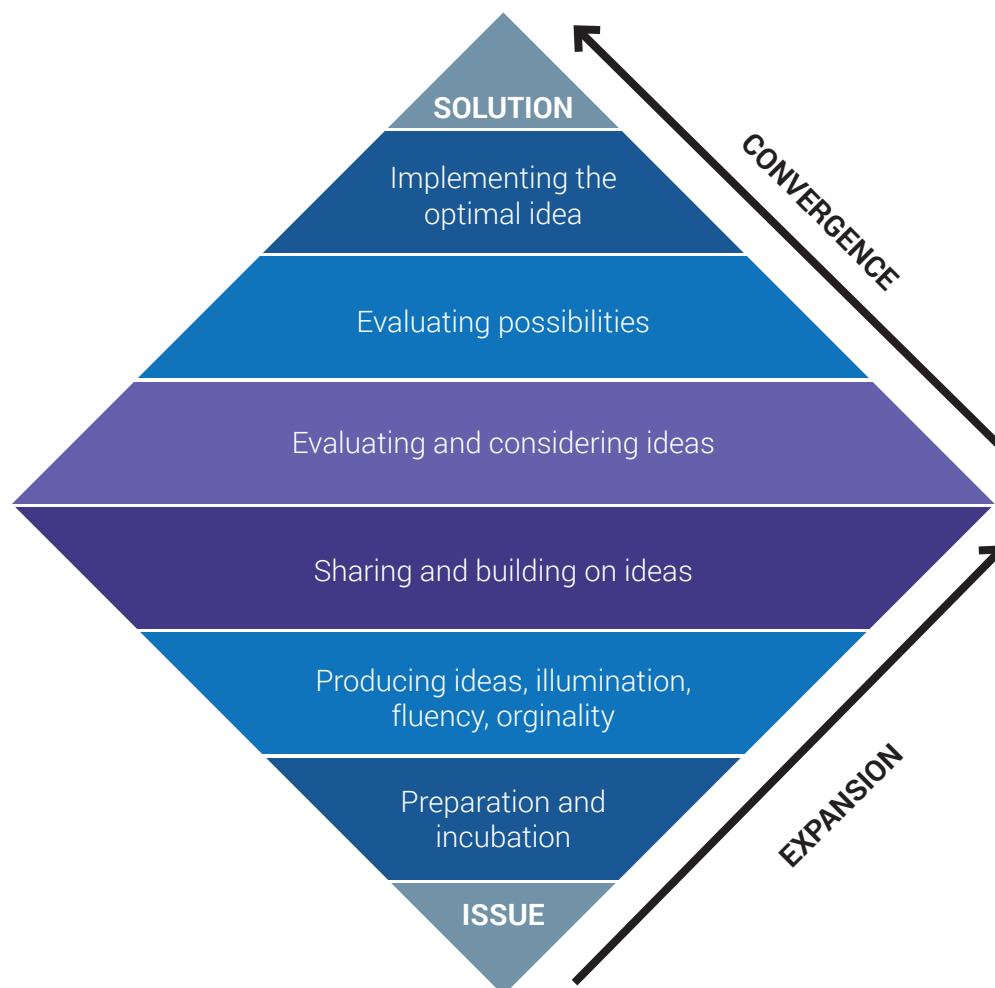 SOLUTION
Implementing the
optimal idea
CONVERGENCE
Evaluating possibilities
Evaluating and considering ideas
Sharing and building on ideas
Producing ideas, illumination,
fluency, orginality
Preparation and
incubation
EXPANSION
ISSUE